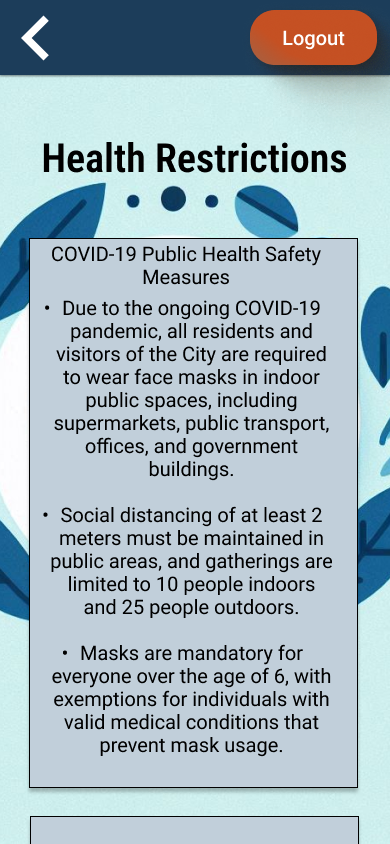 Logout
Health Restrictions
COVID-19 Public Health Safety
Measures
• Due to the ongoing COVID-19
pandemic, all residents and
visitors of the City are required
to wear face masks in indoor
public spaces, including
supermarkets, public transport,
offices, and government
buildings.
• Social distancing of at least 2
meters must be maintained in
public areas, and gatherings are
limited to 10 people indoors
and 25 people outdoors.
• Masks are mandatory for
everyone over the age of 6, with
exemptions for individuals with
valid medical conditions that
prevent mask usage.